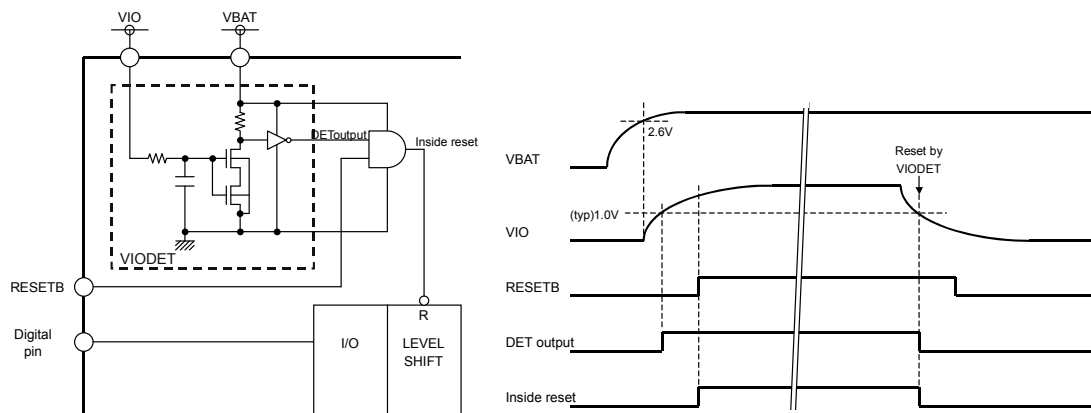 VIO
VBAT
DEToutput
Inside reset
VIODET
RESETB
Digital
pin
I/O
R
LEVEL
SHIFT
VBAT
2.6V
Reset by
VIODET
(typ)1.0V
VIO
RESETB
DET output
Inside reset